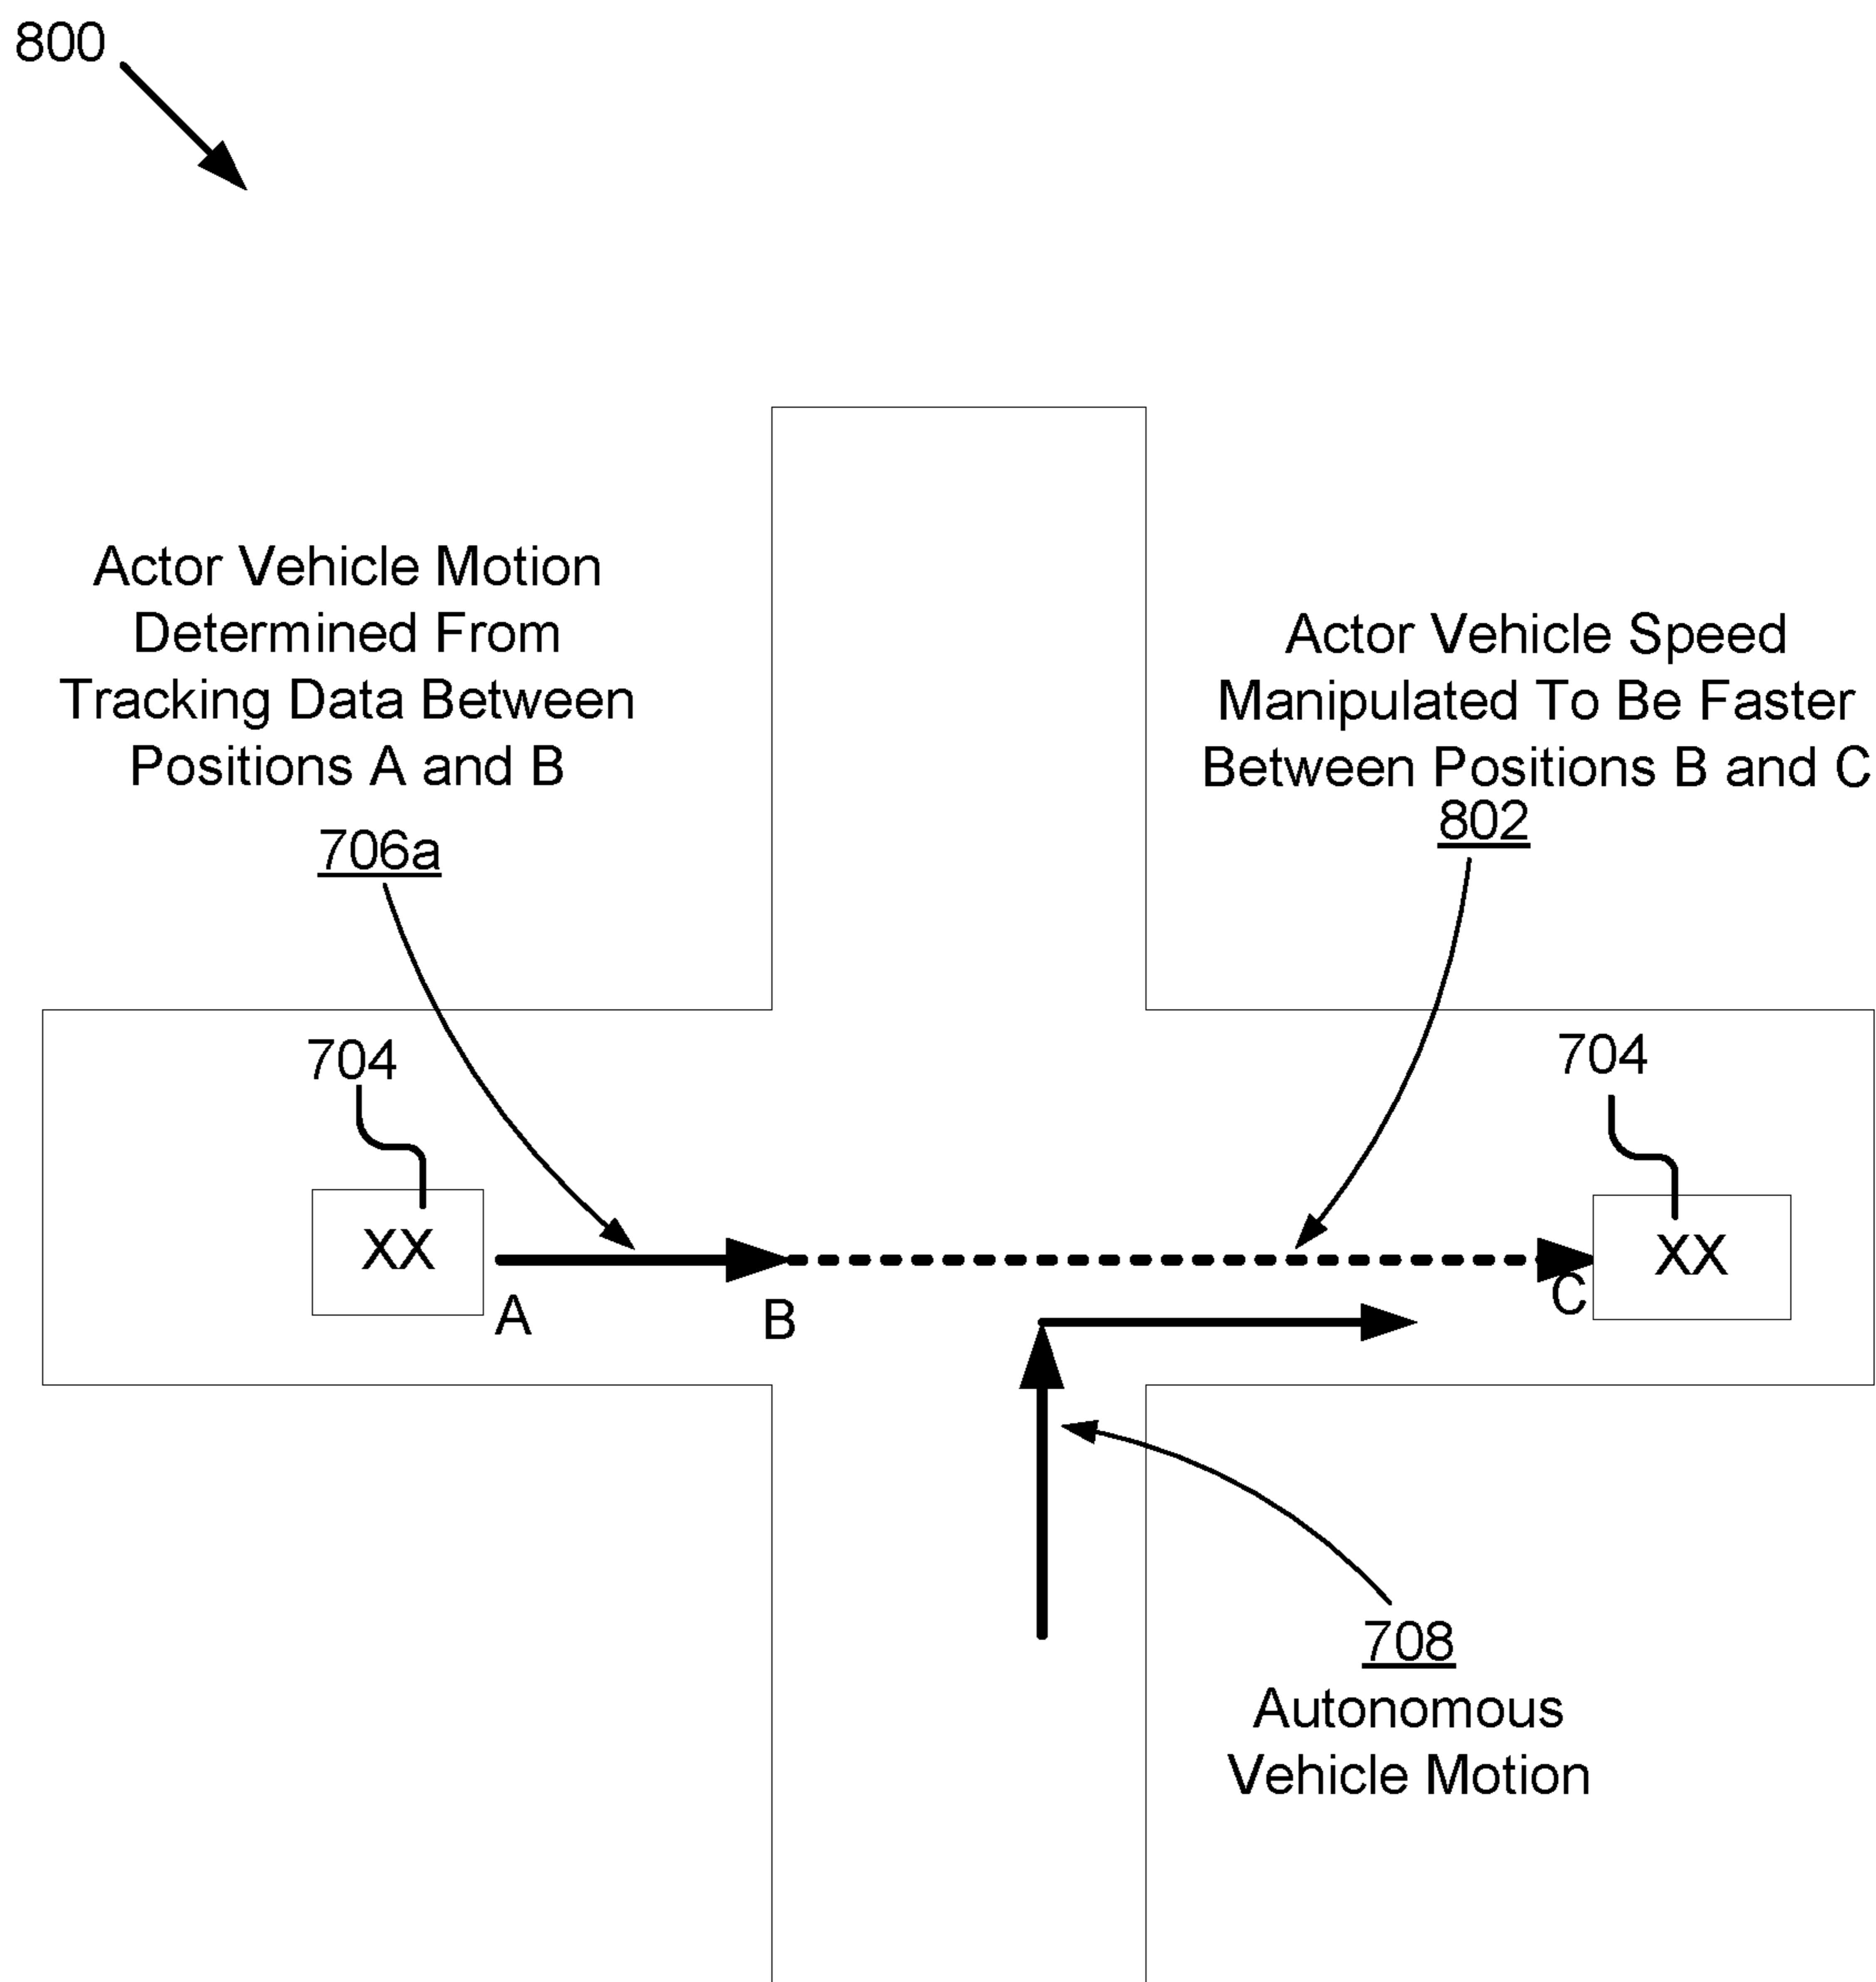 800
Actor Vehicle Motion
Determined From
Tracking Data Between
Positions A and B
706a
Actor Vehicle Speed
Manipulated To Be Faster
Between Positions B and C
802
704
704
XX
XX
A
B
C
708
Autonomous
Vehicle Motion